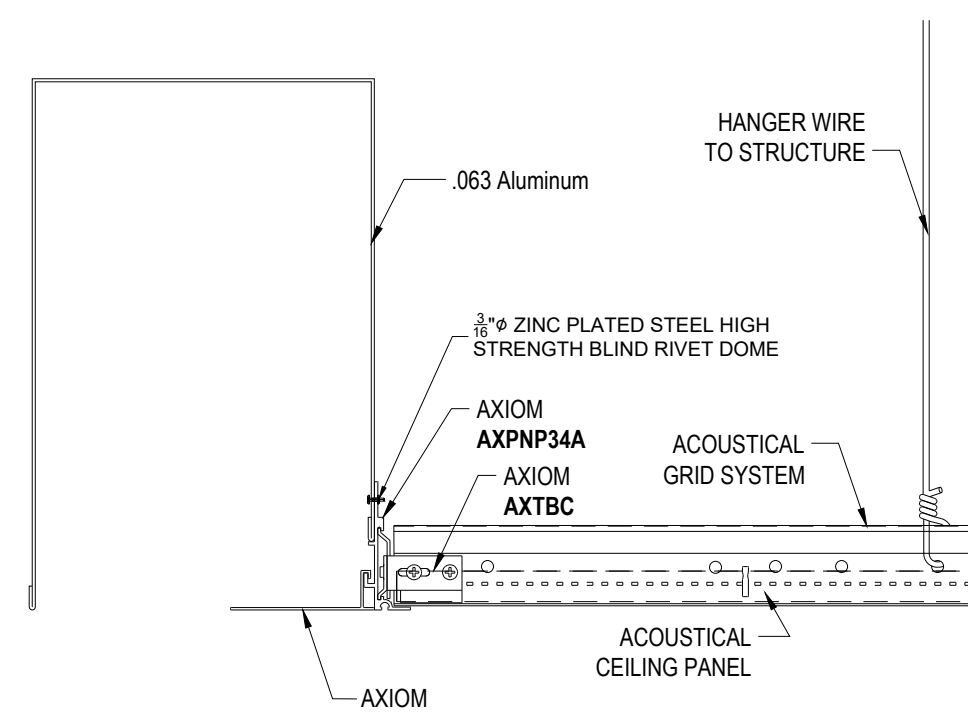 HANGER WIRE
TO STRUCTURE
.063 Aluminum
3/16"⌀ ZINC PLATED STEEL HIGH
STRENGTH BLIND RIVET DOME
AXIOM
AXPNP34A
ACOUSTICAL
GRID SYSTEM
AXIOM
AXTBC
ACOUSTICAL
CEILING PANEL
AXIOM